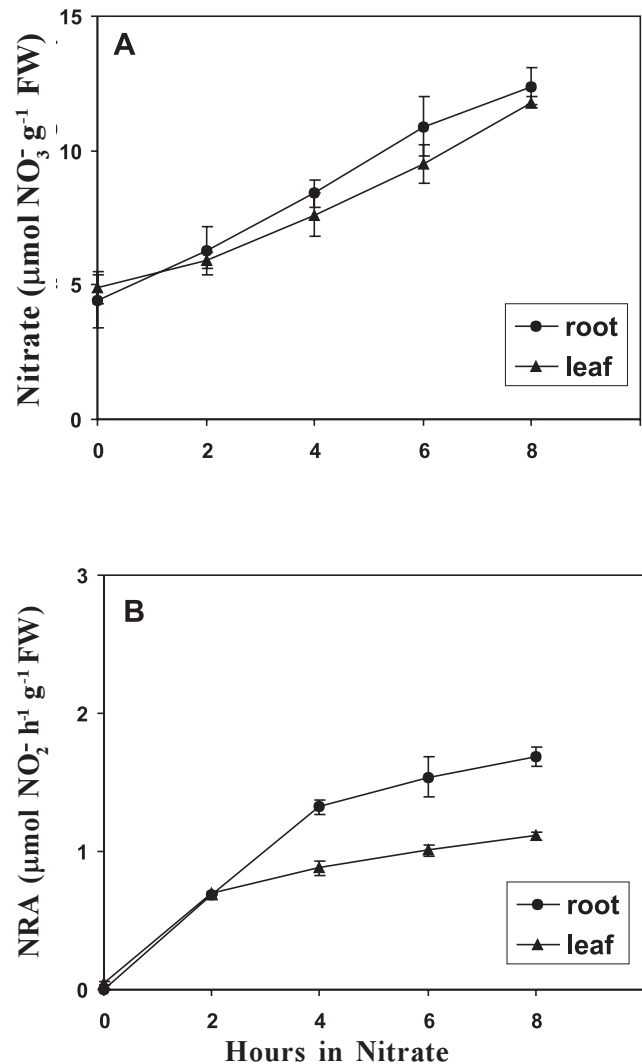 A
15
10
5
0
Nitrate (µmol NO₃⁻ g⁻¹ FW)
root
leaf
0 2 4 6 8
B
3
2
1
0
NRA (µmol NO₂⁻ h⁻¹ g⁻¹ FW)
root
leaf
0 2 4 6 8
Hours in Nitrate